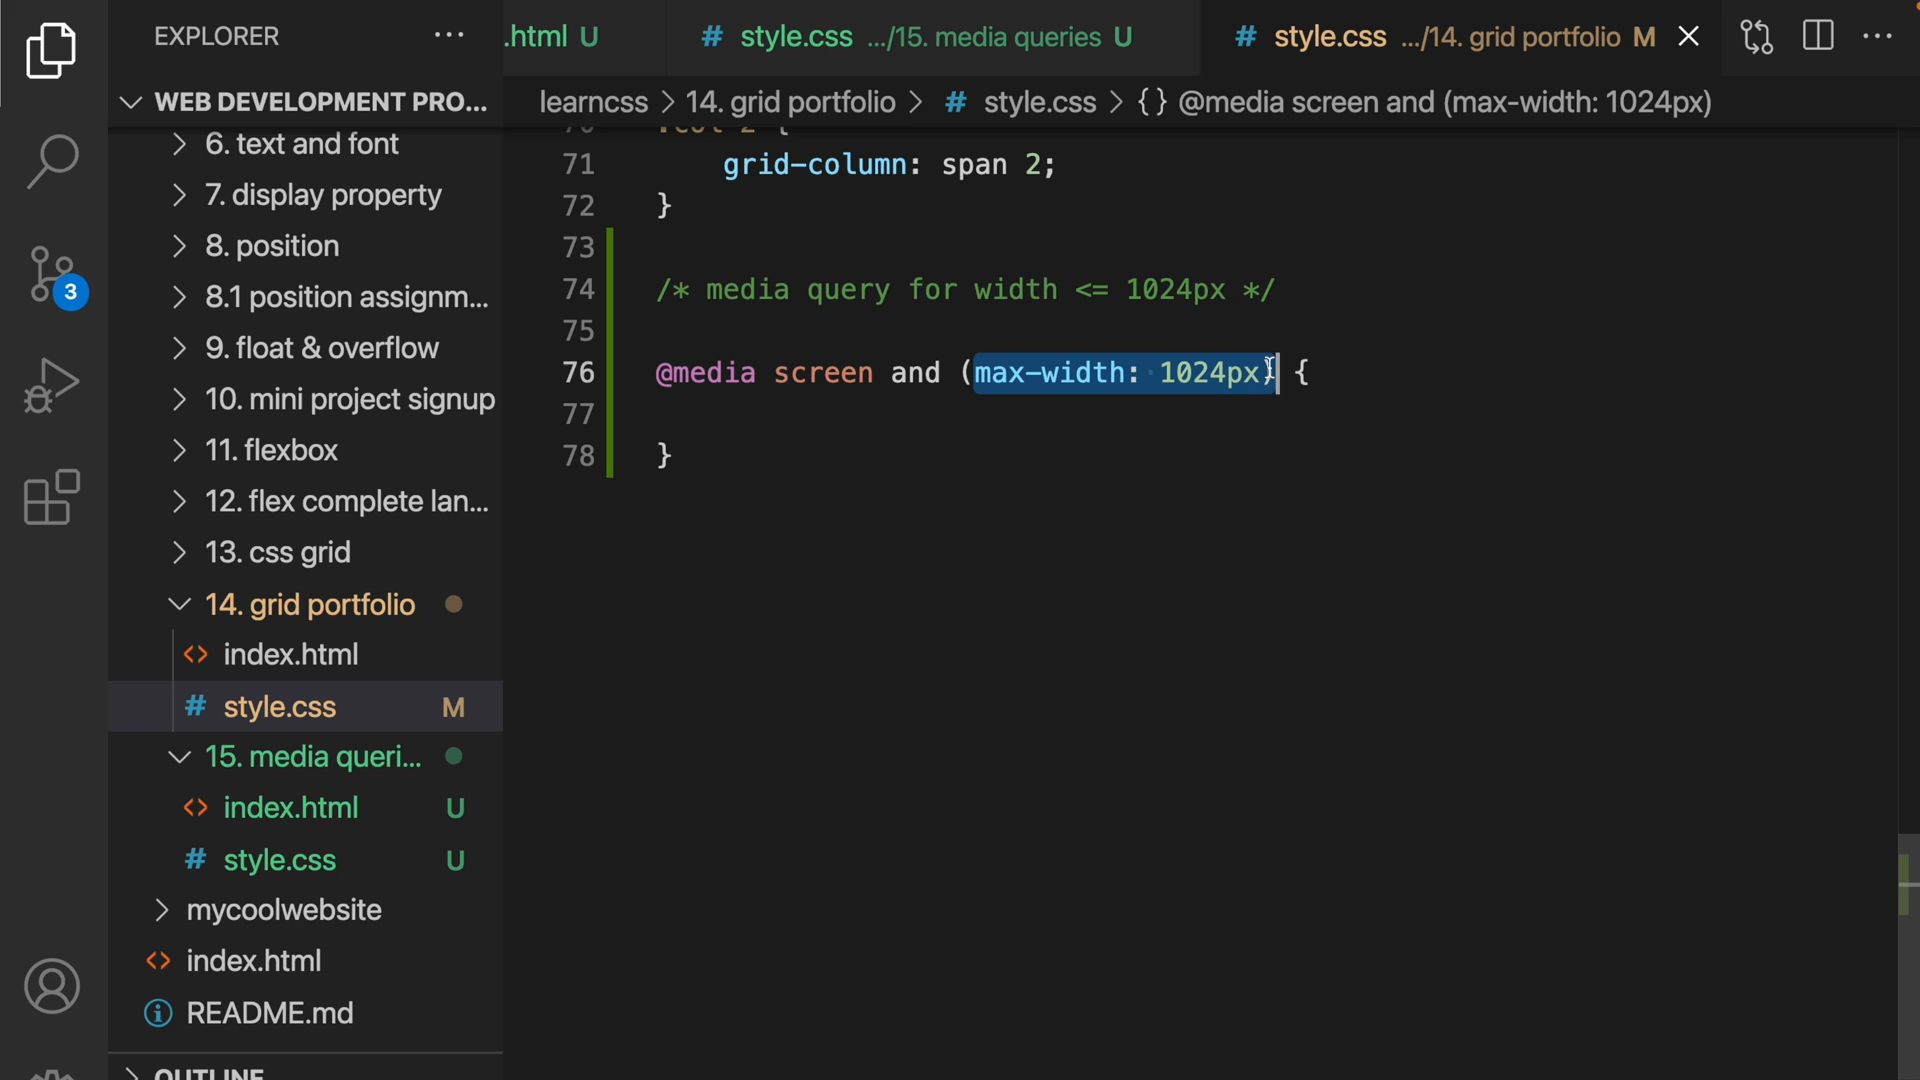 EXPLORER ...
WEB DEVELOPMENT PRO...
6. text and font
7. display property
8. position
8.1 position assignm...
9. float & overflow
10. mini project signup
11. flexbox
12. flex complete lan...
13. css grid
14. grid portfolio
<> index.html
# style.css M
15. media queri...
<> index.html U
# style.css U
mycoolwebsite
<> index.html
README.md
OUTLINE
3
.html U
# style.css .../15. media queries U
# style.css .../14. grid portfolio M
learncss > 14. grid portfolio > # style.css > {} @media screen and (max-width: 1024px)
70 .col-2 {
71 grid-column: span 2;
72 }
73
74 /* media query for width <= 1024px */
75
76 @media screen and (max-width: 1024px) {
77
78 }